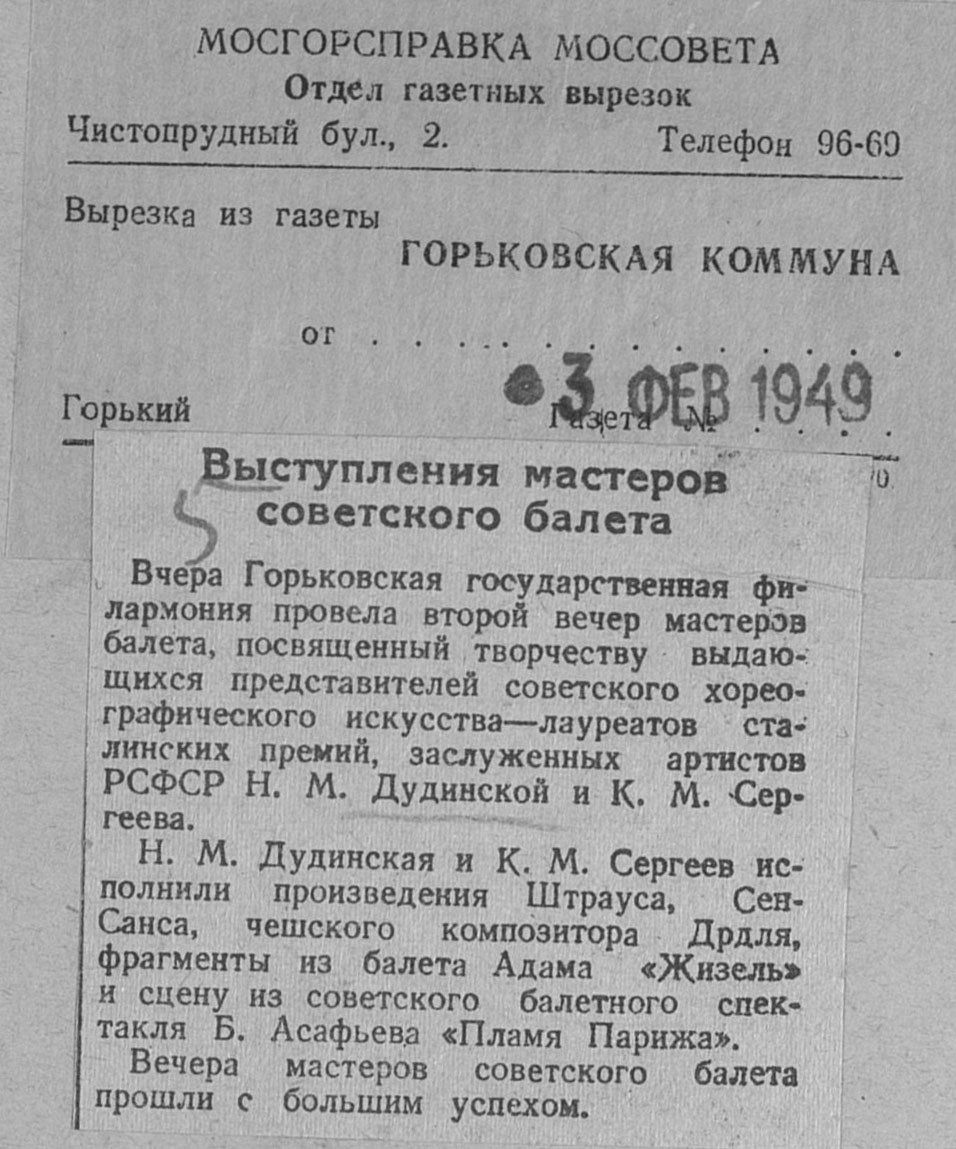 МОСГОРСПРАВКА МОССОВЕТА
Отдел газетных вырезок
Чистопрудный бул., 2. Телефон 96-69
Вырезка из газеты
ГОРЬКОВСКАЯ КОММУНА
от . . . . . . . . . . . . .
3 ФЕВ 1949
Горький Газета № . . . .
Выступления мастеров
советского балета
Вчера Горьковская государственная фи-
лармония провела второй вечер мастеров
балета, посвященный творчеству выдаю-
щихся представителей советского хорео-
графического искусства—лауреатов ста-
линских премий, заслуженных артистов
РСФСР Н. М. Дудинской и К. М. Сер-
геева.
Н. М. Дудинская и К. М. Сергеев ис-
полнили произведения Штрауса, Сен-
Санса, чешского композитора Дрдля,
фрагменты из балета Адама «Жизель»
и сцену из советского балетного спек-
такля Б. Асафьева «Пламя Парижа».
Вечера мастеров советского балета
прошли с большим успехом.